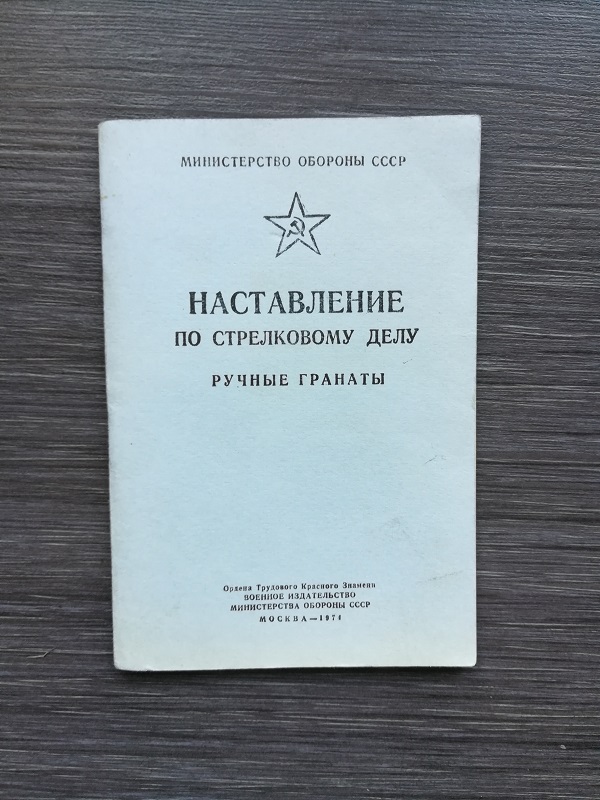 МИНИСТЕРСТВО ОБОРОНЫ СССР
НАСТАВЛЕНИЕ
ПО СТРЕЛКОВОМУ ДЕЛУ
РУЧНЫЕ ГРАНАТЫ
Ордена Трудового Красного Знамени
ВОЕННОЕ ИЗДАТЕЛЬСТВО
МИНИСТЕРСТВА ОБОРОНЫ СССР
МОСКВА—1974